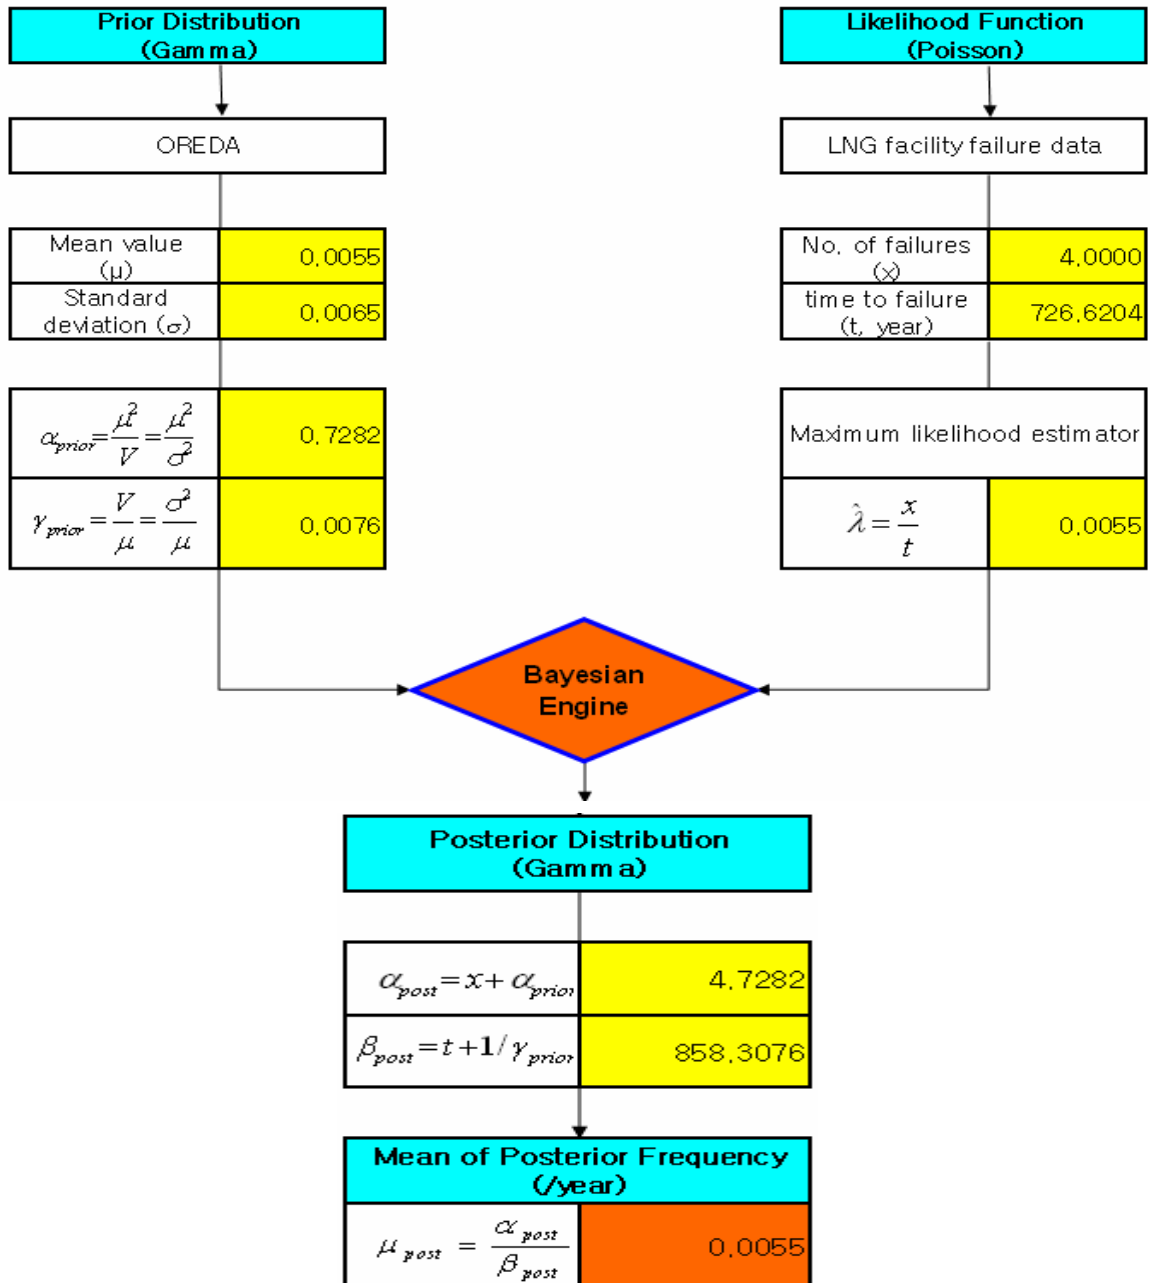 Prior Distribution
(Gamma)
OREDA
Mean value
(μ)
0,0055
Standard
deviation (σ)
0,0065
α_prior = μ²/V = μ²/σ²
0,7282
γ_prior = V/μ = σ²/μ
0,0076
Likelihood Function
(Poisson)
LNG facility failure data
No, of failures
(x)
4,0000
time to failure
(t, year)
726,6204
Maximum likelihood estimator
λ̂ = x/t
0,0055
Bayesian
Engine
Posterior Distribution
(Gamma)
α_post = x + α_prior
4,7282
β_post = t + 1/γ_prior
858,3076
Mean of Posterior Frequency
(/year)
μ_post = α_post/β_post
0,0055